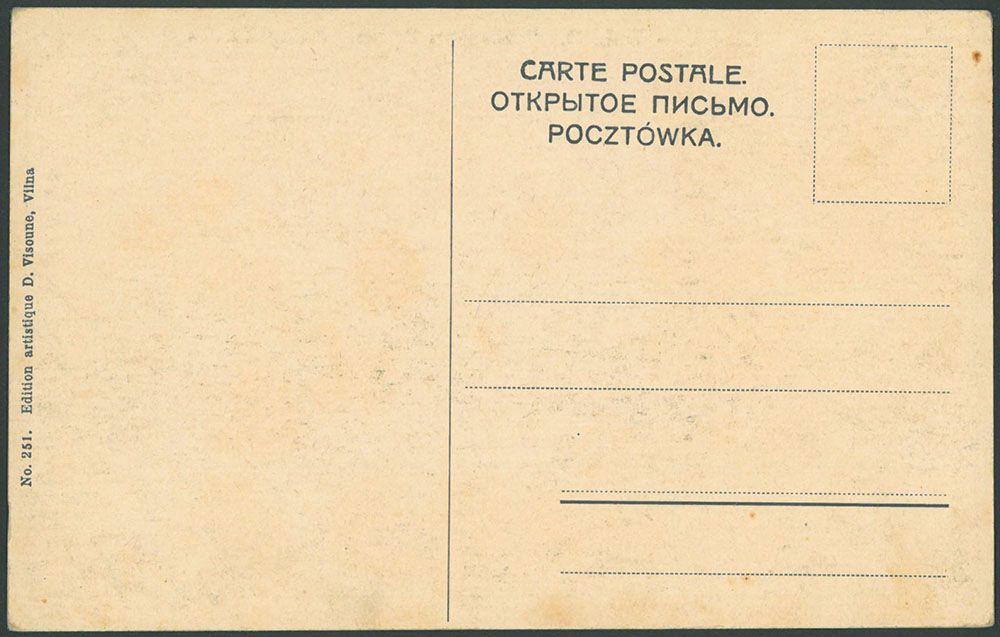 No. 251. Edition artistique D. Visoune, Vilna
CARTE POSTALE.
ОТКРЫТОЕ ПИСЬМО.
POCZTÓWKA.